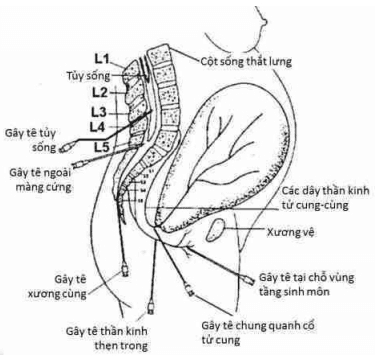 L1
Cột sống thắt lưng
Tủy sống
L2
L3
L4
Gây tê tủy
sống
L5
Gây tê ngoài
màng cứng
Các dây thần kinh
tử cung-cùng
Xương vệ
Gây tê
xương cùng
Gây tê tại chỗ vùng
tầng sinh môn
Gây tê thần kinh
thẹn trong
Gây tê chung quanh cổ
tử cung